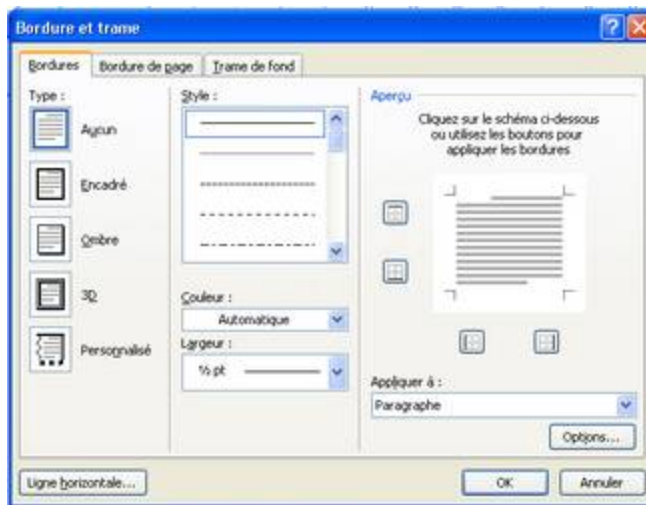 Bordure et trame
Bordures
Bordure de page
Trame de fond
Type :
Aucun
Encadré
Ombre
3D
Personnalisé
Style :
Couleur :
Automatique
Largeur :
½ pt
Aperçu
Cliquez sur le schéma ci-dessous
ou utilisez les boutons pour
appliquer les bordures
Appliquer à :
Paragraphe
Options...
Ligne horizontale...
OK
Annuler